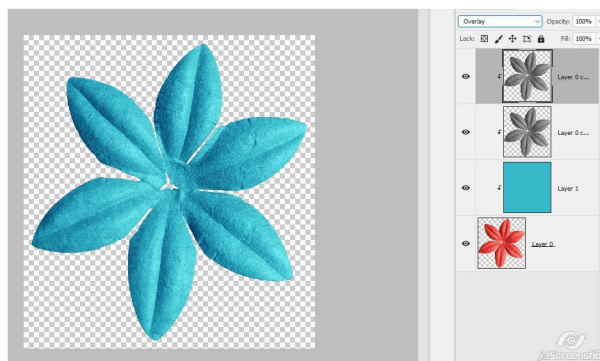 Overlay
Opacity: 100%
Lock:
Fill: 100%
Layer 0 c...
Layer 0 c...
Layer 1
Layer 0